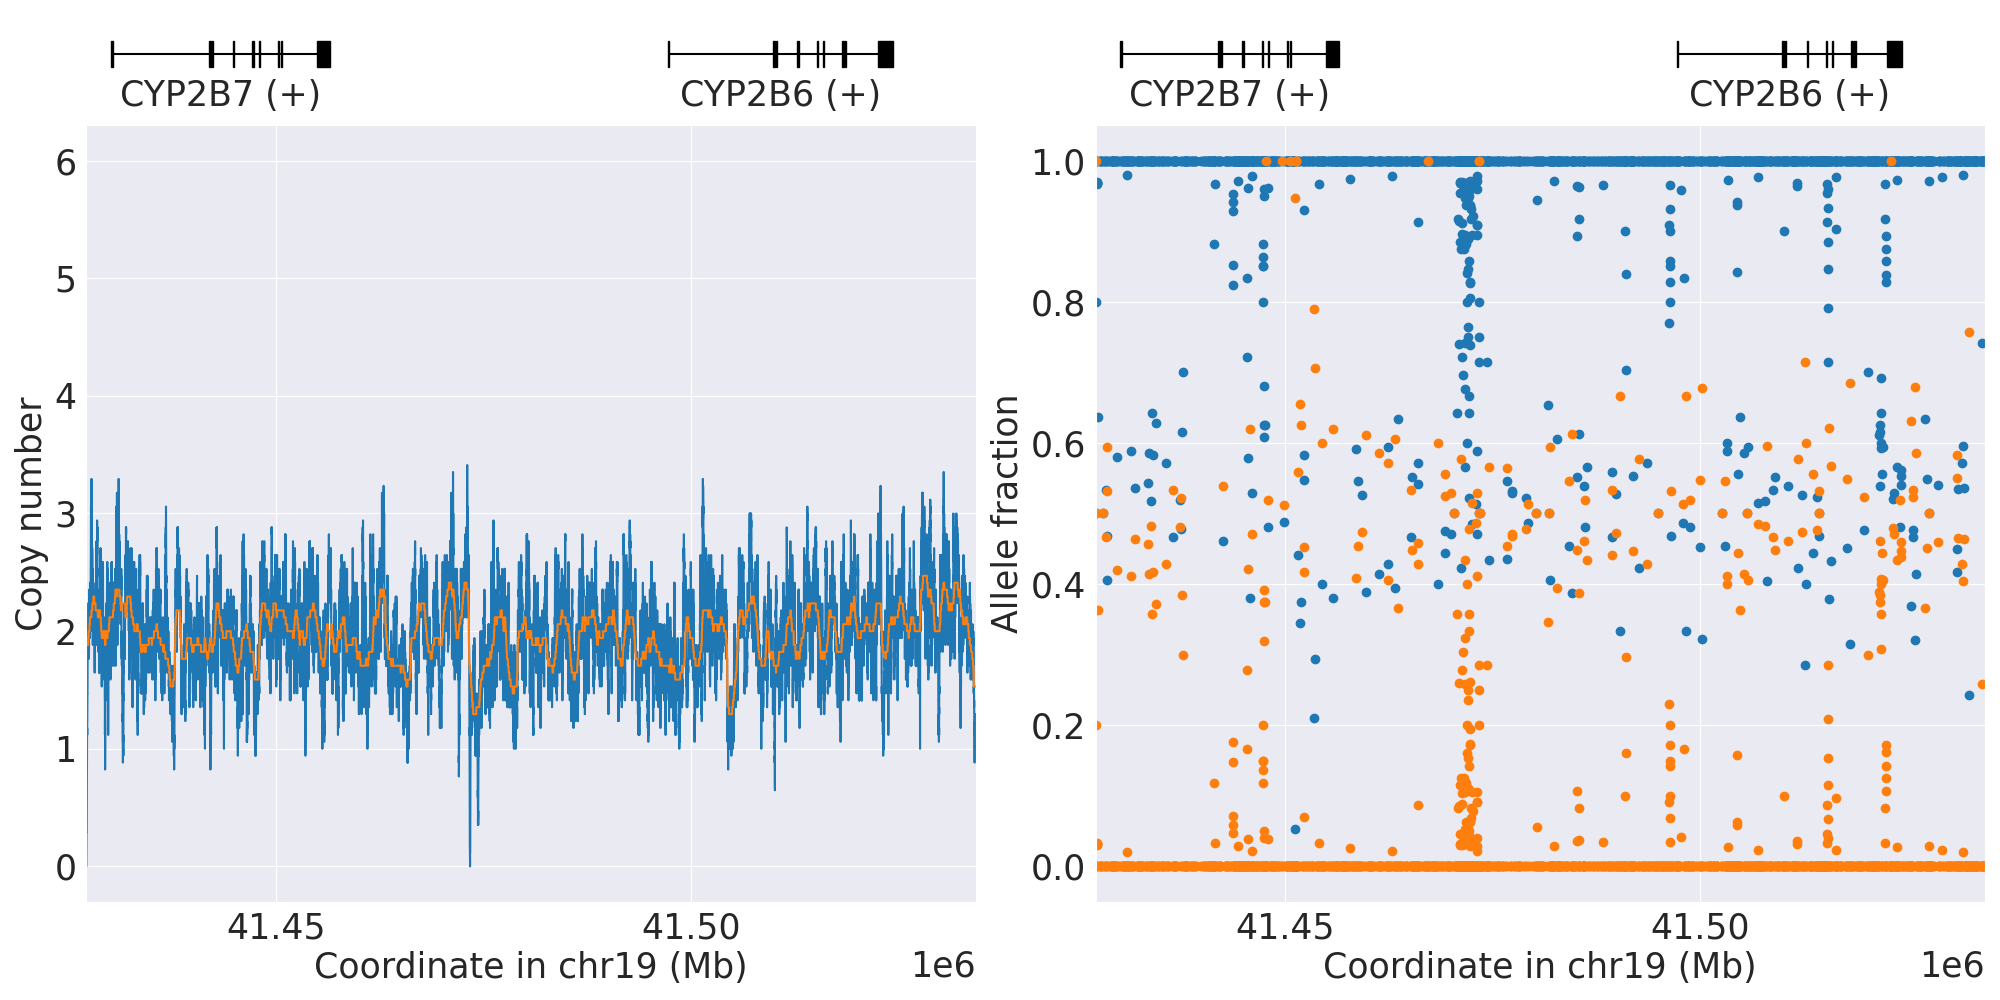 CYP2B7 (+)
CYP2B6 (+)
6
5
4
3
2
1
0
Copy number
41.45
41.50
Coordinate in chr19 (Mb)
1e6
CYP2B7 (+)
CYP2B6 (+)
1.0
0.8
0.6
0.4
0.2
0.0
Allele fraction
41.45
41.50
Coordinate in chr19 (Mb)
1e6